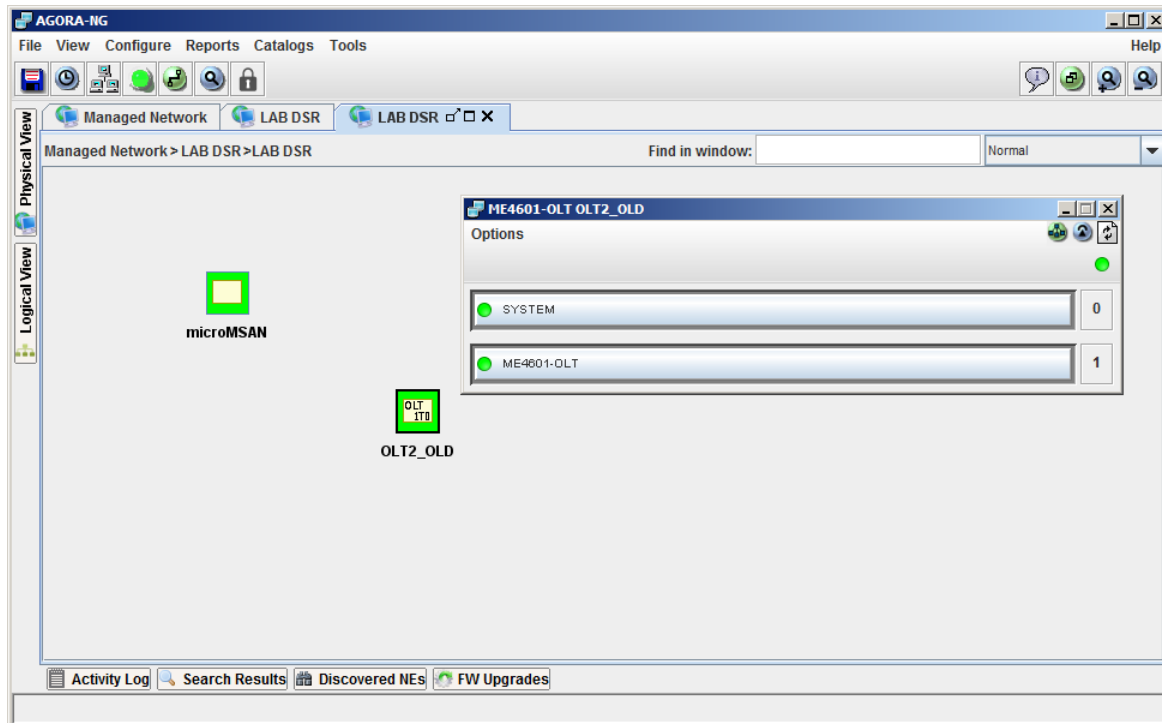 AGORA-NG
File View Configure Reports Catalogs Tools Help
Managed Network LAB DSR LAB DSR
Managed Network > LAB DSR >LAB DSR Find in window: Normal
Physical View
Logical View
ME4601-OLT OLT2_OLD
Options
SYSTEM 0
ME4601-OLT 1
microMSAN
OLT
1T0
OLT2_OLD
Activity Log Search Results Discovered NEs FW Upgrades